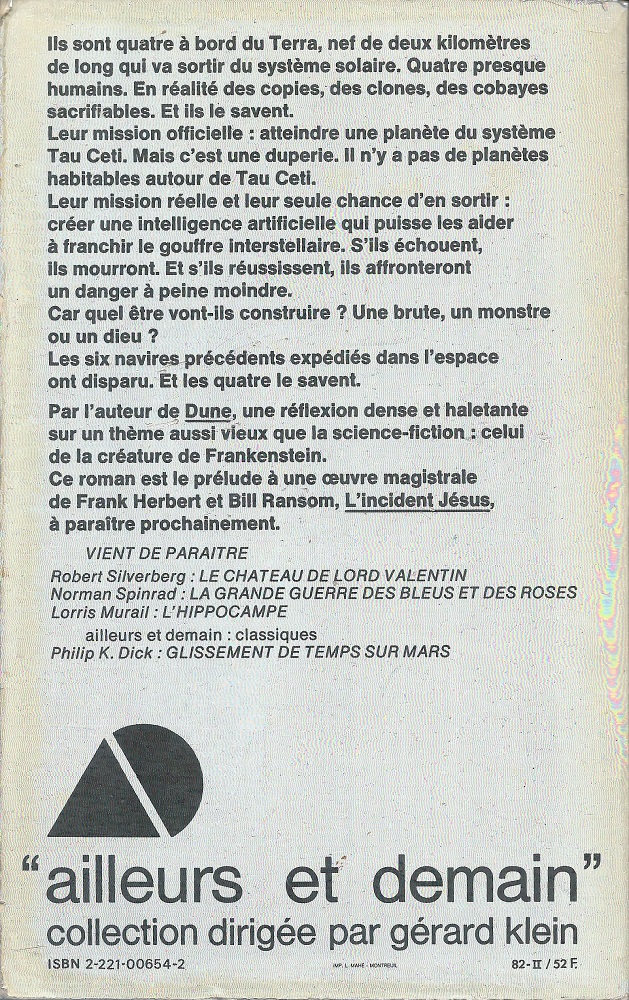 Ils sont quatre à bord du Terra, nef de deux kilomètres
de long qui va sortir du système solaire. Quatre presque
humains. En réalité des copies, des clones, des cobayes
sacrifiables. Et ils le savent.
Leur mission officielle : atteindre une planète du système
Tau Ceti. Mais c'est une duperie. Il n'y a pas de planètes
habitables autour de Tau Ceti.
Leur mission réelle et leur seule chance d'en sortir :
créer une intelligence artificielle qui puisse les aider
à franchir le gouffre interstellaire. S'ils échouent,
ils mourront. Et s'ils réussissent, ils affronteront
un danger à peine moindre.
Car quel être vont-ils construire ? Une brute, un monstre
ou un dieu ?
Les six navires précédents expédiés dans l'espace
ont disparu. Et les quatre le savent.
Par l'auteur de Dune, une réflexion dense et haletante
sur un thème aussi vieux que la science-fiction : celui
de la créature de Frankenstein.
Ce roman est le prélude à une œuvre magistrale
de Frank Herbert et Bill Ransom, L'incident Jésus,
à paraître prochainement.
VIENT DE PARAITRE
Robert Silverberg : LE CHATEAU DE LORD VALENTIN
Norman Spinrad : LA GRANDE GUERRE DES BLEUS ET DES ROSES
Lorris Murail : L'HIPPOCAMPE
ailleurs et demain : classiques
Philip K. Dick : GLISSEMENT DE TEMPS SUR MARS
“ailleurs et demain”
collection dirigée par gérard klein
ISBN 2-221-00654-2 IMP. L. MAHÉ - MONTREUIL 82-II / 52 F.